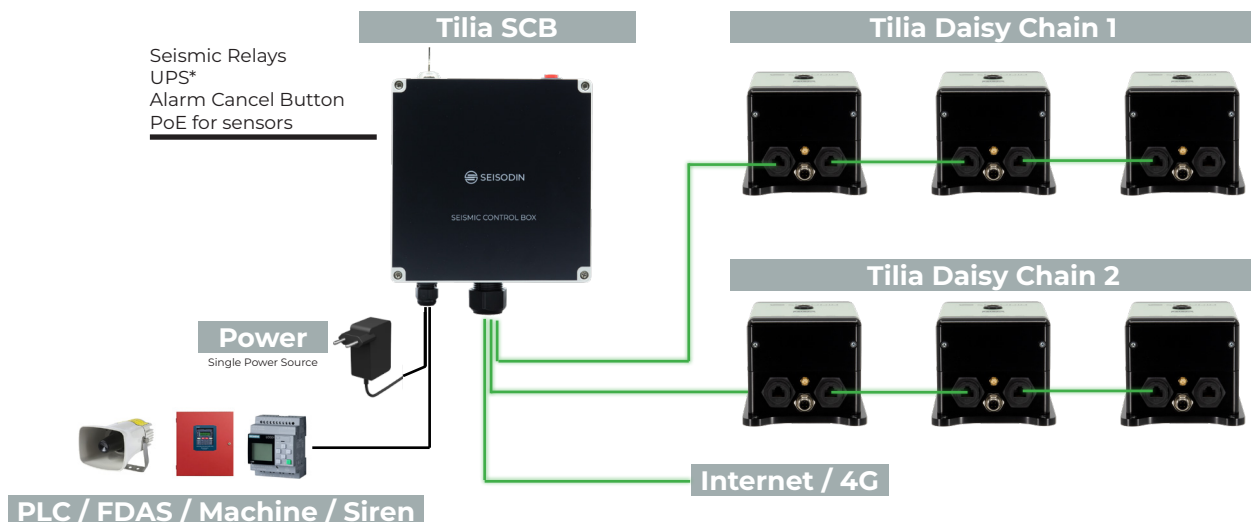 Tilia SCB
Tilia Daisy Chain 1
Seismic Relays
UPS*
Alarm Cancel Button
PoE for sensors
SEISODIN
SEISMIC CONTROL BOX
Tilia Daisy Chain 2
Power
Single Power Source
Internet / 4G
PLC / FDAS / Machine / Siren